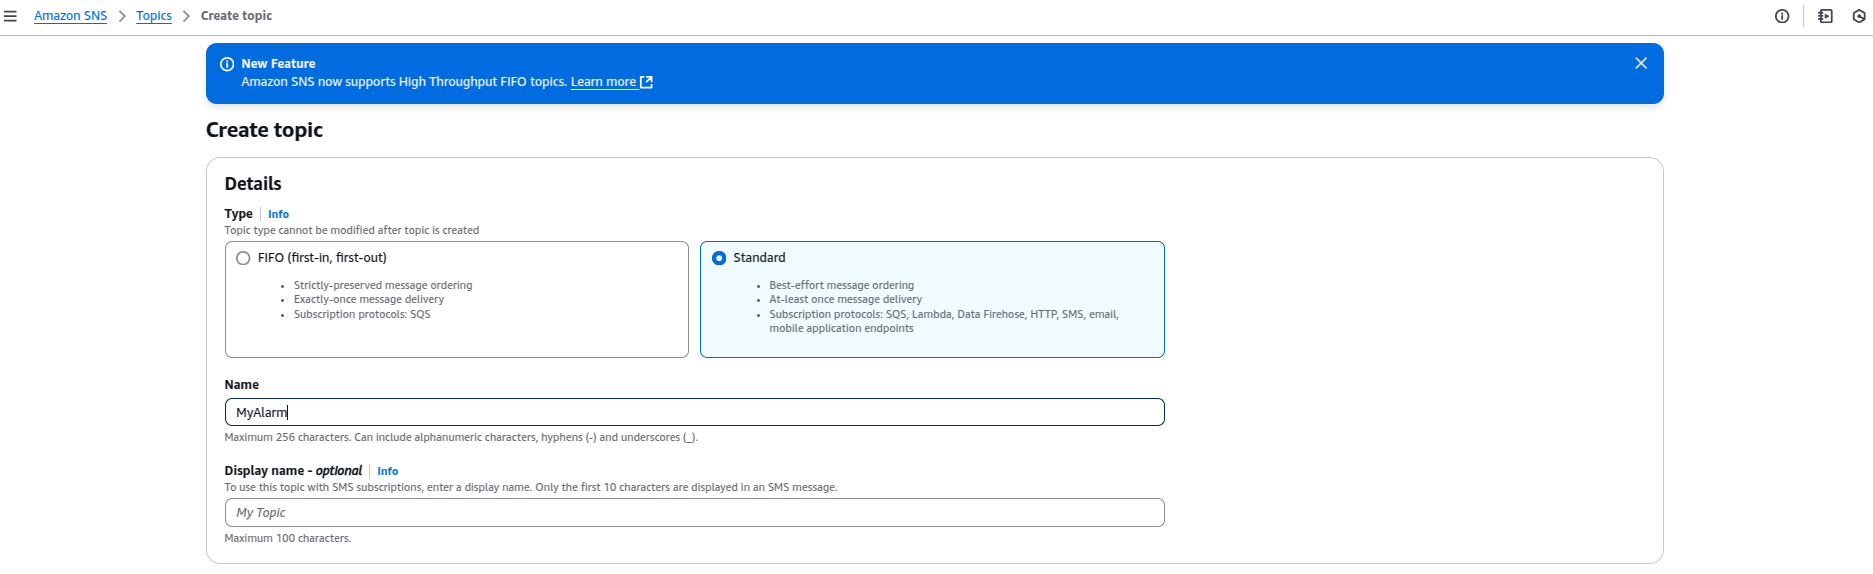 Amazon SNS > Topics > Create topic
New Feature
Amazon SNS now supports High Throughput FIFO topics. Learn more
Create topic
Details
Type Info
Topic type cannot be modified after topic is created
FIFO (first-in, first-out)
• Strictly-preserved message ordering
• Exactly-once message delivery
• Subscription protocols: SQS
Standard
• Best-effort message ordering
• At-least once message delivery
• Subscription protocols: SQS, Lambda, Data Firehose, HTTP, SMS, email,
mobile application endpoints
Name
MyAlarm
Maximum 256 characters. Can include alphanumeric characters, hyphens (-) and underscores (_).
Display name - optional Info
To use this topic with SMS subscriptions, enter a display name. Only the first 10 characters are displayed in an SMS message.
My Topic
Maximum 100 characters.